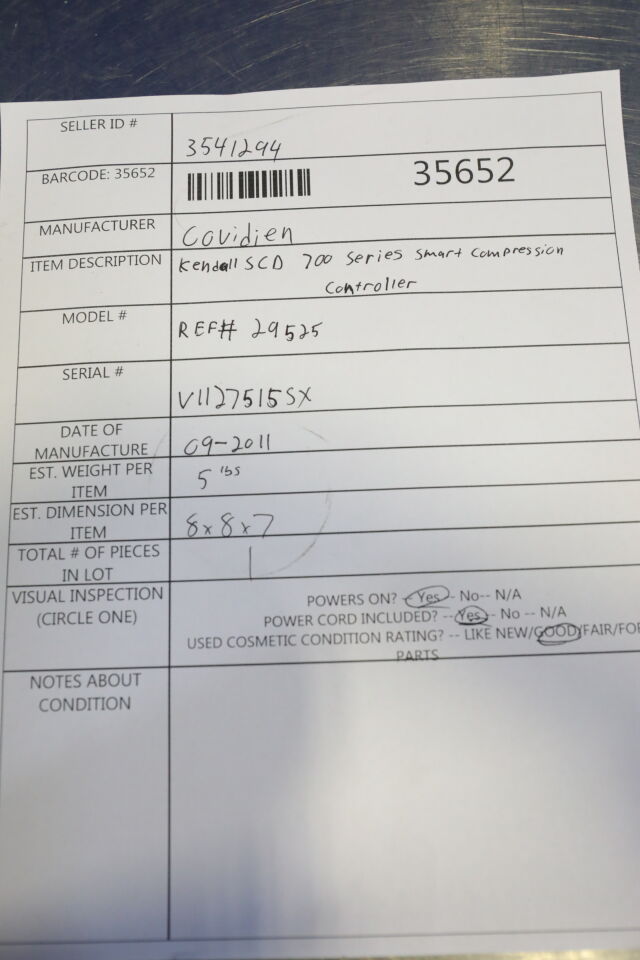 SELLER ID #
3541294
BARCODE: 35652
35652
MANUFACTURER
Covidien
ITEM DESCRIPTION
Kendall SCD 700 Series Smart Compression
Controller
MODEL #
REF# 29525
SERIAL #
V1127515SX
DATE OF
MANUFACTURE
09-2011
EST. WEIGHT PER
ITEM
5 lbs
EST. DIMENSION PER
ITEM
8x8x7
TOTAL # OF PIECES
IN LOT
1
VISUAL INSPECTION
(CIRCLE ONE)
POWERS ON? -- Yes -- No -- N/A
POWER CORD INCLUDED? -- Yes -- No -- N/A
USED COSMETIC CONDITION RATING? -- LIKE NEW/GOOD/FAIR/FO
PARTS
NOTES ABOUT
CONDITION